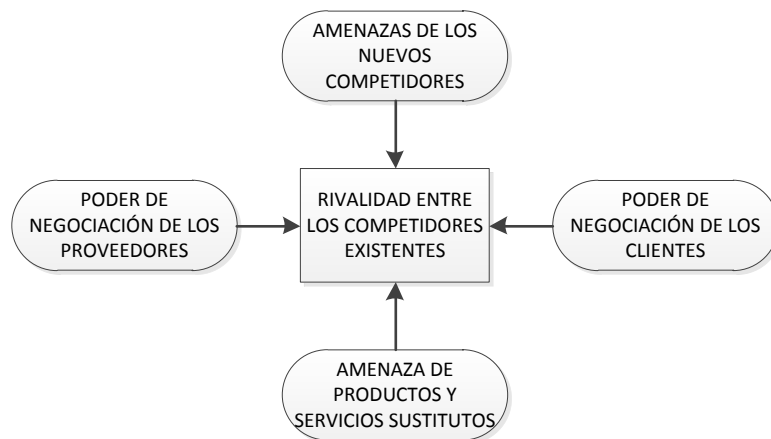 AMENAZAS DE LOS
NUEVOS
COMPETIDORES
PODER DE
NEGOCIACIÓN DE LOS
PROVEEDORES
RIVALIDAD ENTRE
LOS COMPETIDORES
EXISTENTES
PODER DE
NEGOCIACIÓN DE LOS
CLIENTES
AMENAZA DE
PRODUCTOS Y
SERVICIOS SUSTITUTOS